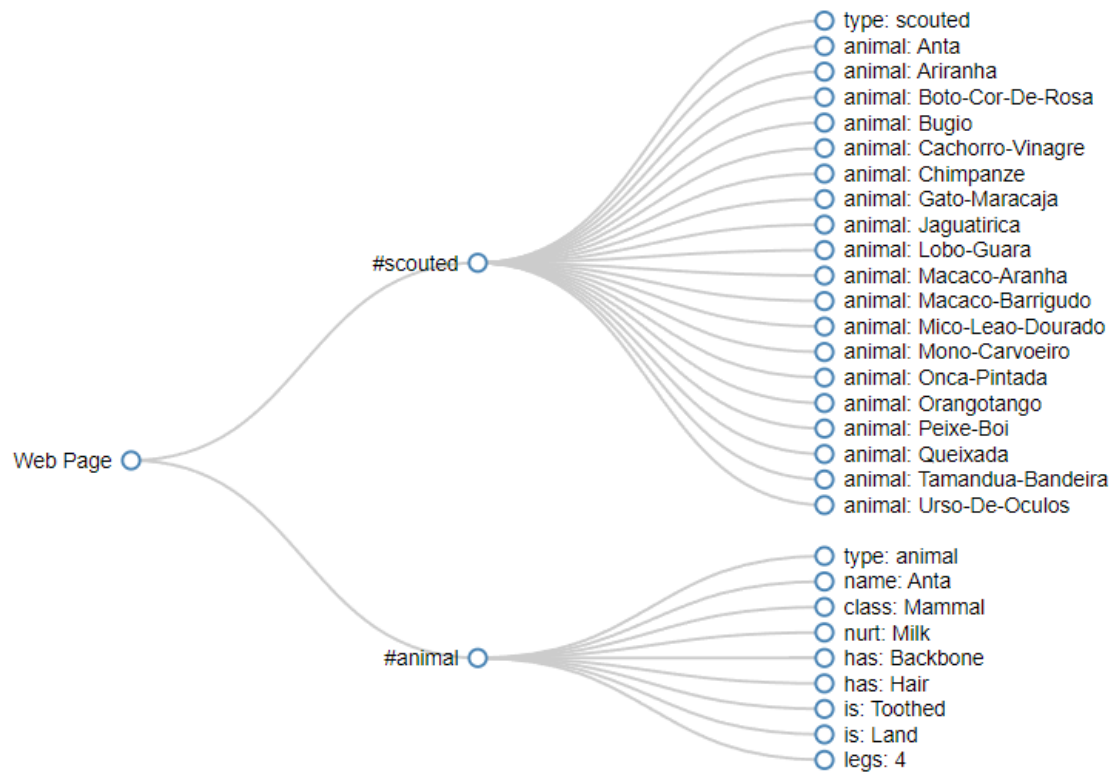 type: scouted
animal: Anta
animal: Ariranha
animal: Boto-Cor-De-Rosa
animal: Bugio
animal: Cachorro-Vinagre
animal: Chimpanze
animal: Gato-Maracaja
animal: Jaguatirica
animal: Lobo-Guara
#scouted
animal: Macaco-Aranha
animal: Macaco-Barrigudo
animal: Mico-Leao-Dourado
animal: Mono-Carvoeiro
animal: Onca-Pintada
animal: Orangotango
animal: Peixe-Boi
animal: Queixada
Web Page
animal: Tamandua-Bandeira
animal: Urso-De-Oculos
type: animal
name: Anta
class: Mammal
nurt: Milk
#animal
has: Backbone
has: Hair
is: Toothed
is: Land
legs: 4